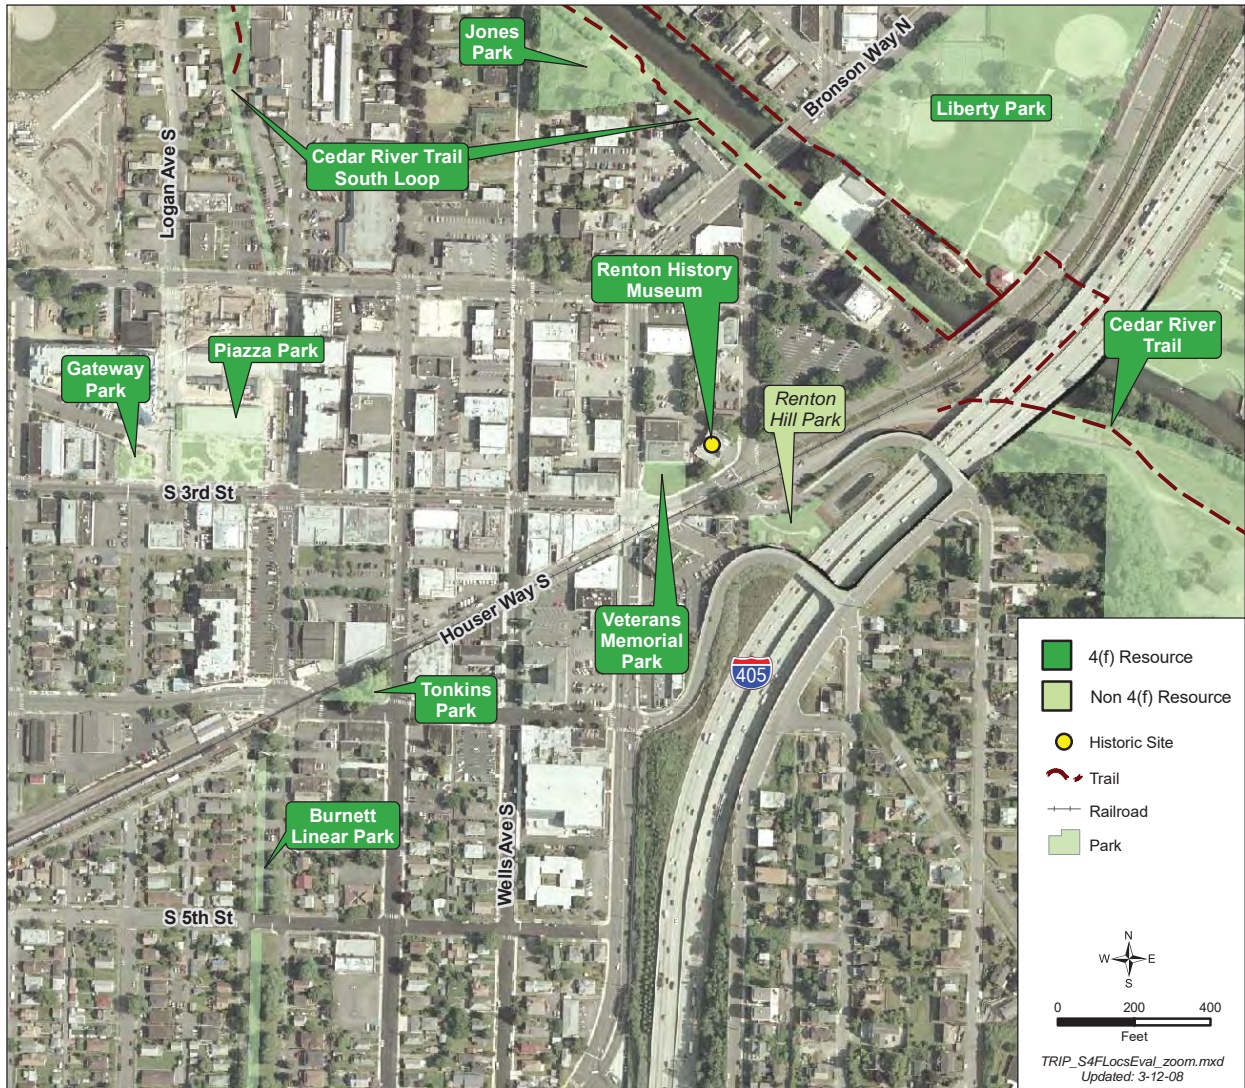 Jones
Park
Bronson Way N
Liberty Park
Logan Ave S
Cedar River Trail
South Loop
Renton History
Museum
Cedar River
Trail
Piazza Park
Gateway
Park
Renton
Hill Park
S 3rd St
Houser Way S
Veterans
Memorial
Park
405
Tonkins
Park
Burnett
Linear Park
Wells Ave S
S 5th St
4(f) Resource
Non 4(f) Resource
Historic Site
Trail
Railroad
Park
N
W E
S
0 200 400
Feet
TRIP_S4FLocsEval_zoom.mxd
Updated: 3-12-08